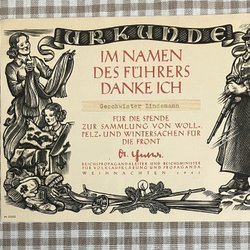 URKUNDE
IM NAMEN
DES FÜHRERS
DANKE ICH
Geschwister Lindemann
FÜR DIE SPENDE
ZUR SAMMLUNG VON WOLL-,
PELZ- UND WINTERSACHEN FÜR
DIE FRONT
REICHSPROPAGANDALEITER UND REICHSMINISTER
FÜR VOLKSAUFKLÄRUNG UND PROPAGANDA
WEIHNACHTEN